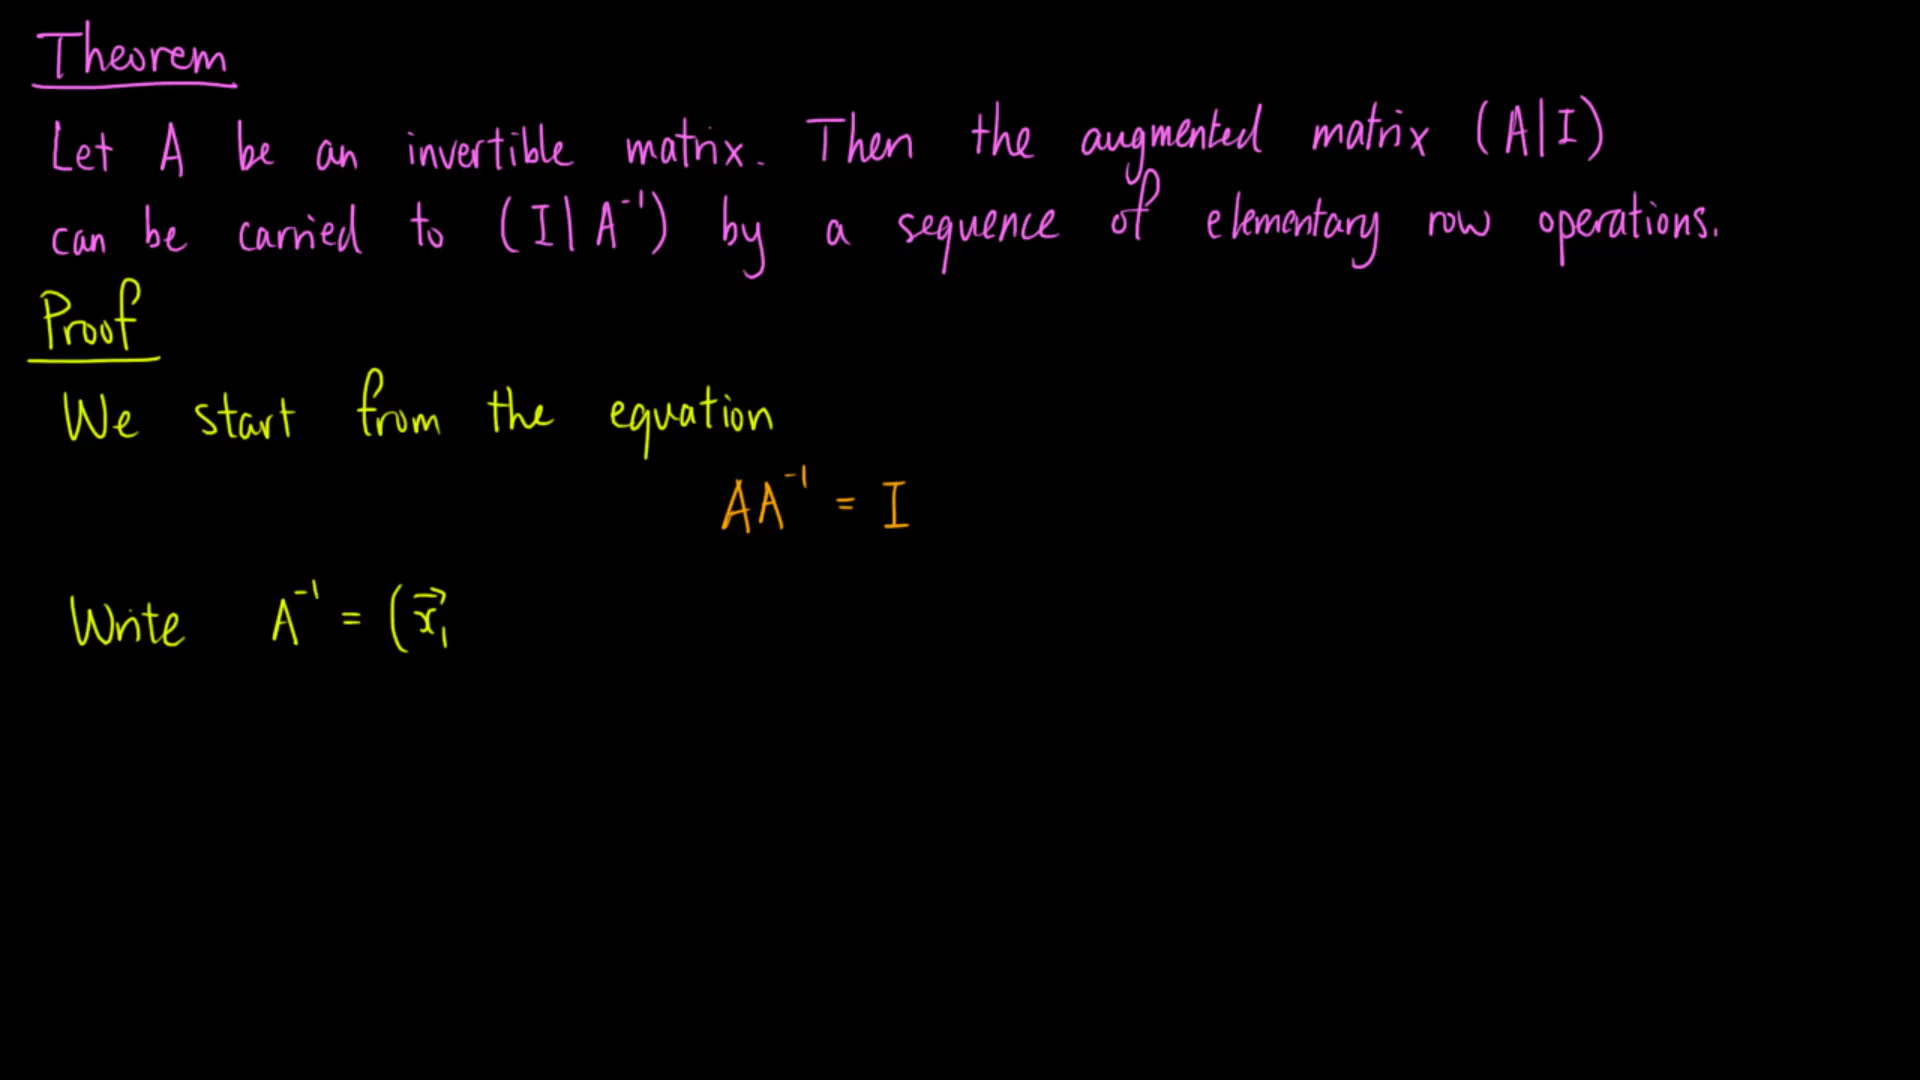 Theorem
Let A be an invertible matrix. Then the augmented matrix (A|I)
can be carried to (I|A⁻¹) by a sequence of elementary row operations.
Proof
We start from the equation
AA⁻¹ = I
Write A⁻¹ = (x⃗₁